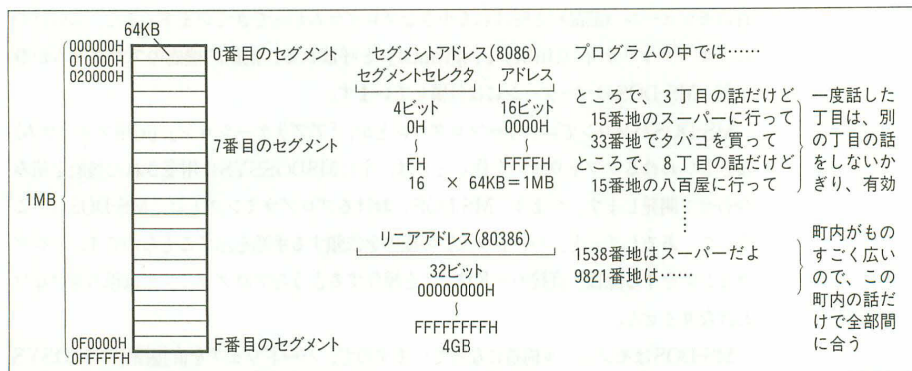 64KB
000000H
010000H
020000H
1MB
0F0000H
0FFFFFH
0番目のセグメント
7番目のセグメント
F番目のセグメント
セグメントアドレス(8086)
セグメントセレクタ アドレス
4ビット 16ビット
0H 0000H
～ ～
FH FFFFH
16 × 64KB＝1MB
リニアアドレス(80386)
32ビット
00000000H
～
FFFFFFFFH
4GB
プログラムの中では……
ところで、3丁目の話だけど
15番地のスーパーに行って
33番地でタバコを買って
ところで、8丁目の話だけど
15番地の八百屋に行って
⋮
一度話した
丁目は、別
の丁目の話
をしないか
ぎり、有効
1538番地はスーパーだよ
9821番地は……
町内がもの
すごく広い
ので、この
町内の話だ
けで全部間
に合う